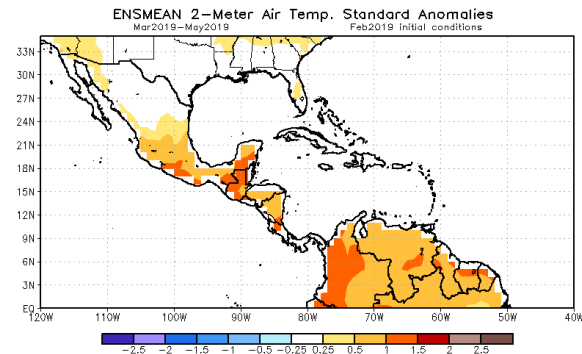 ENSMEAN 2-Meter Air Temp. Standard Anomalies
Mar2019-May2019 Feb2019 initial conditions
33N
30N
27N
24N
21N
18N
15N
12N
9N
6N
3N
EQ
120W 110W 100W 90W 80W 70W 60W 50W 40W
-2.5 -2 -1.5 -1 -0.5 -0.25 0.25 0.5 1 1.5 2 2.5